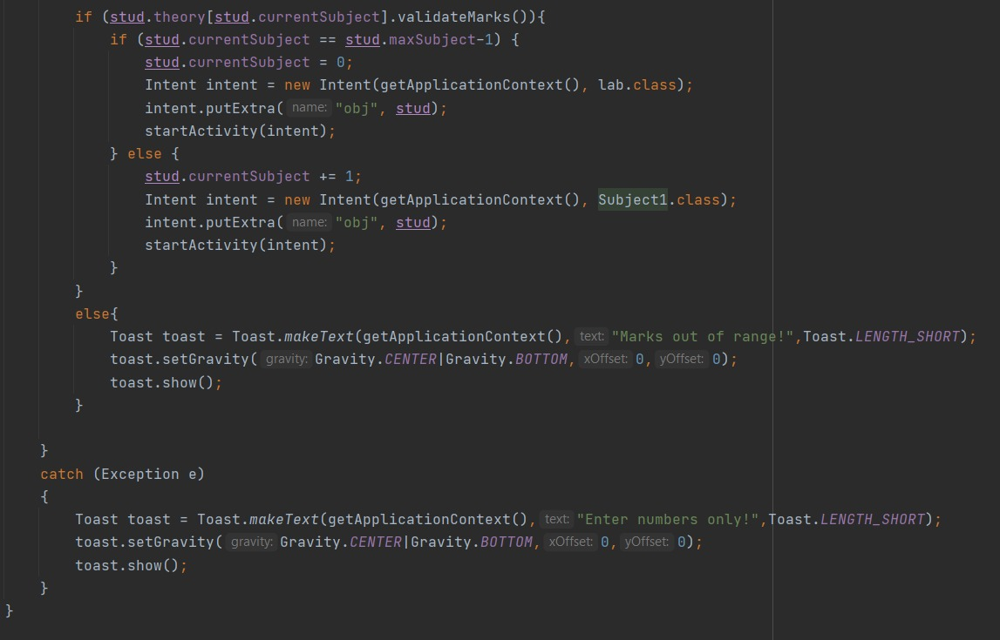 if (stud.theory[stud.currentSubject].validateMarks()){
if (stud.currentSubject == stud.maxSubject-1) {
stud.currentSubject = 0;
Intent intent = new Intent(getApplicationContext(), lab.class);
intent.putExtra( name: "obj", stud);
startActivity(intent);
} else {
stud.currentSubject += 1;
Intent intent = new Intent(getApplicationContext(), Subject1.class);
intent.putExtra( name: "obj", stud);
startActivity(intent);
}
}
else{
Toast toast = Toast.makeText(getApplicationContext(), text: "Marks out of range!",Toast.LENGTH_SHORT);
toast.setGravity( gravity: Gravity.CENTER|Gravity.BOTTOM, xOffset: 0, yOffset: 0);
toast.show();
}
}
catch (Exception e)
{
Toast toast = Toast.makeText(getApplicationContext(), text: "Enter numbers only!",Toast.LENGTH_SHORT);
toast.setGravity( gravity: Gravity.CENTER|Gravity.BOTTOM, xOffset: 0, yOffset: 0);
toast.show();
}
}